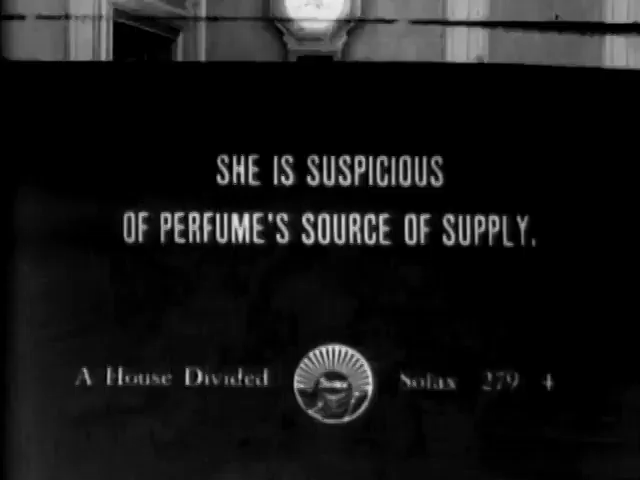 SHE IS SUSPICIOUS
OF PERFUME'S SOURCE OF SUPPLY.
A House Divided Solax 279 4